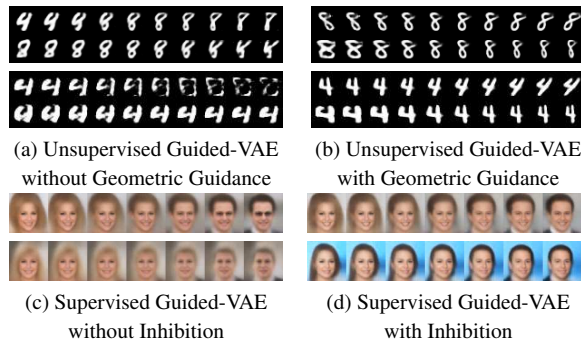 (a) Unsupervised Guided-VAE
without Geometric Guidance
(b) Unsupervised Guided-VAE
with Geometric Guidance
(c) Supervised Guided-VAE
without Inhibition
(d) Supervised Guided-VAE
with Inhibition